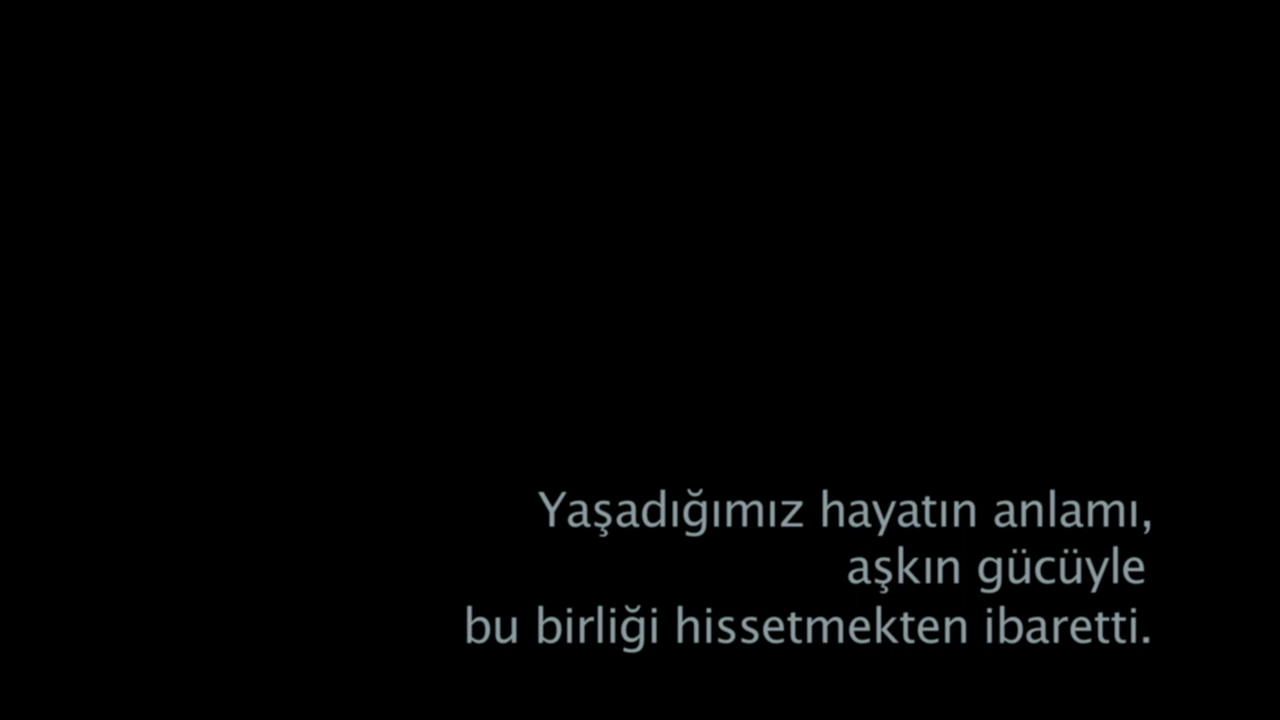 Yaşadığımız hayatın anlamı,
aşkın gücüyle
bu birliği hissetmekten ibaretti.